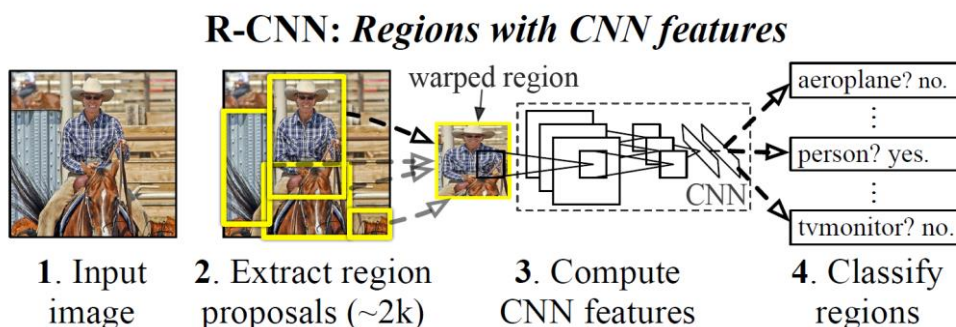 R-CNN: Regions with CNN features
warped region
aeroplane? no.
⋮
person? yes.
⋮
tvmonitor? no.
CNN
1. Input
image
2. Extract region
proposals (~2k)
3. Compute
CNN features
4. Classify
regions